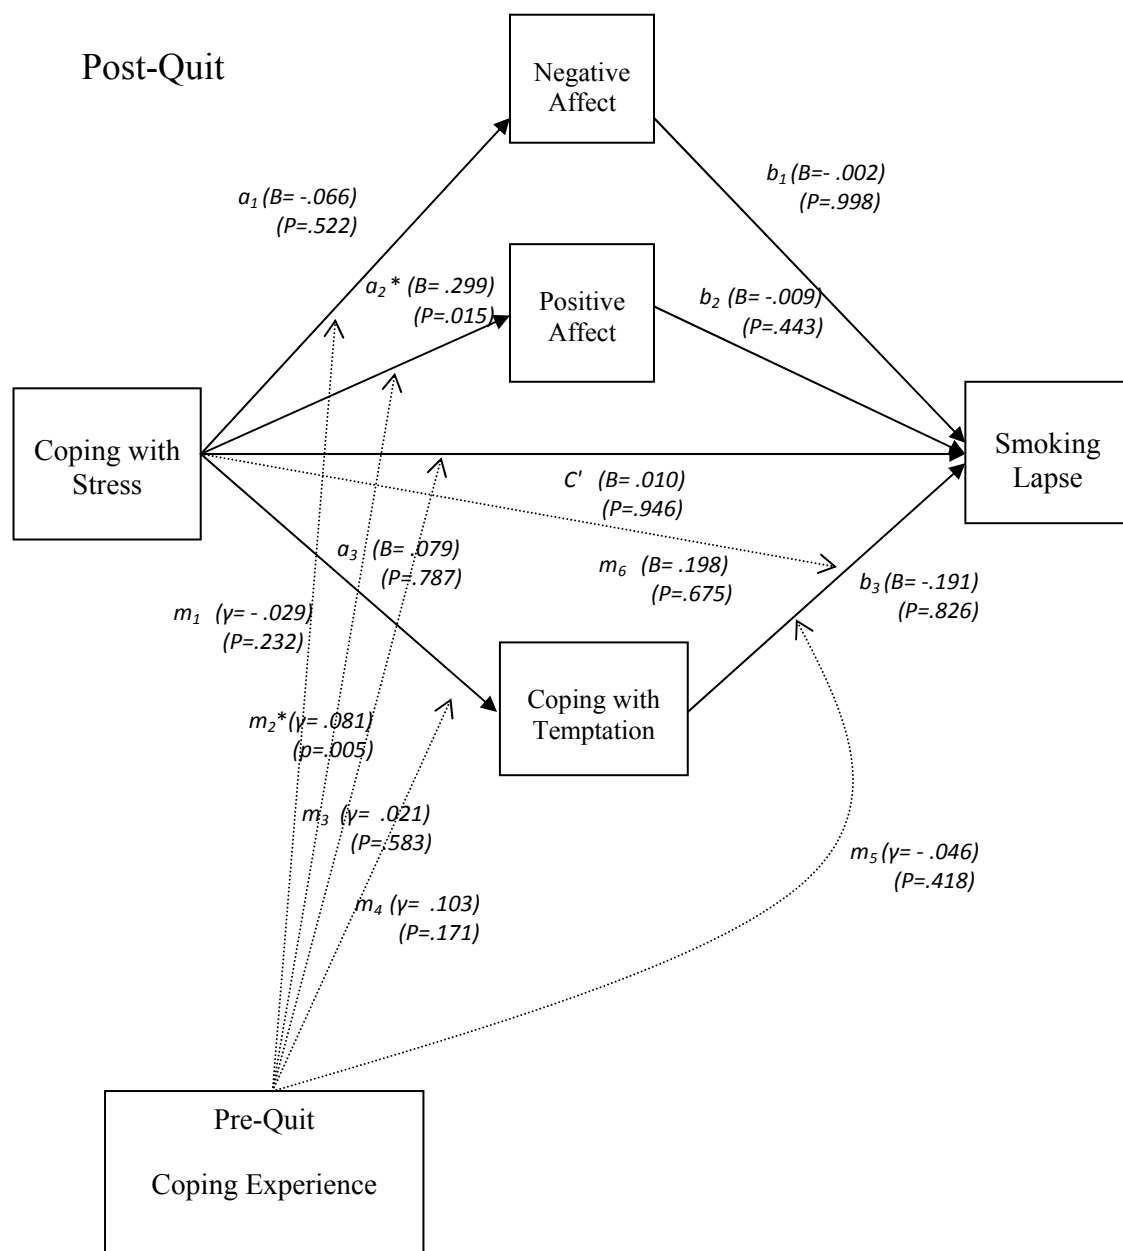 Post-Quit
Negative
Affect
a1 (B= -.066)
(P=.522)
b1 (B=- .002)
(P=.998)
a2 * (B= .299)
(P=.015)
Positive
Affect
b2 (B= -.009)
(P=.443)
Coping with
Stress
Smoking
Lapse
C' (B= .010)
(P=.946)
a3 (B= .079)
(P=.787)
m6 (B= .198)
(P=.675)
b3 (B= -.191)
(P=.826)
m1 (γ= - .029)
(P=.232)
Coping with
Temptation
m2*(γ= .081)
(p=.005)
m3 (γ= .021)
(P=.583)
m5 (γ= - .046)
(P=.418)
m4 (γ= .103)
(P=.171)
Pre-Quit
Coping Experience